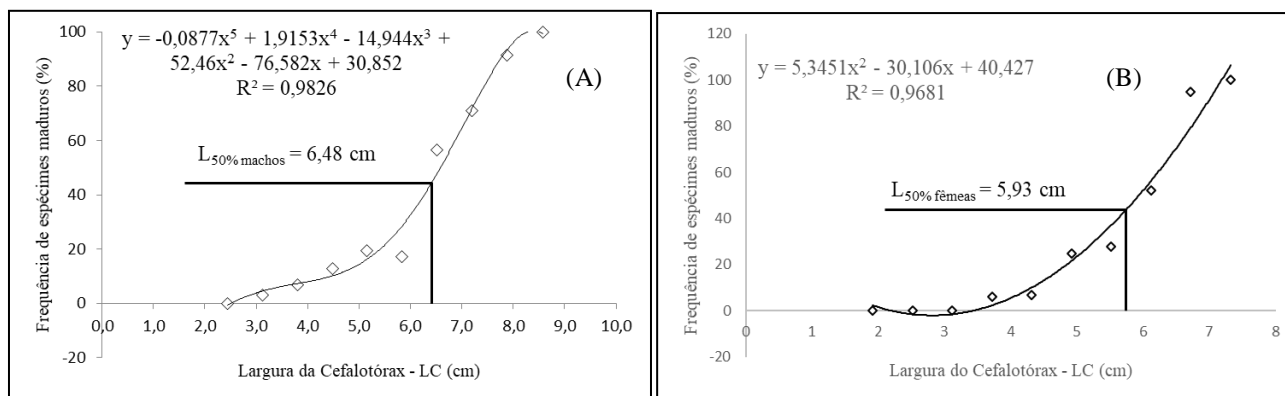 y = -0,0877x⁵ + 1,9153x⁴ - 14,944x³ +
52,46x² - 76,582x + 30,852
R² = 0,9826
(A)
L50% machos = 6,48 cm
Frequência de espécimes maduros (%)
100
80
60
40
20
0
-20
0,0 1,0 2,0 3,0 4,0 5,0 6,0 7,0 8,0 9,0 10,0
Largura da Cefalotórax - LC (cm)
y = 5,3451x² - 30,106x + 40,427
R² = 0,9681
(B)
L50% fêmeas = 5,93 cm
Frequência de espécimes maduros (%)
120
100
80
60
40
20
0
-20
0 1 2 3 4 5 6 7 8
Largura do Cefalotórax - LC (cm)